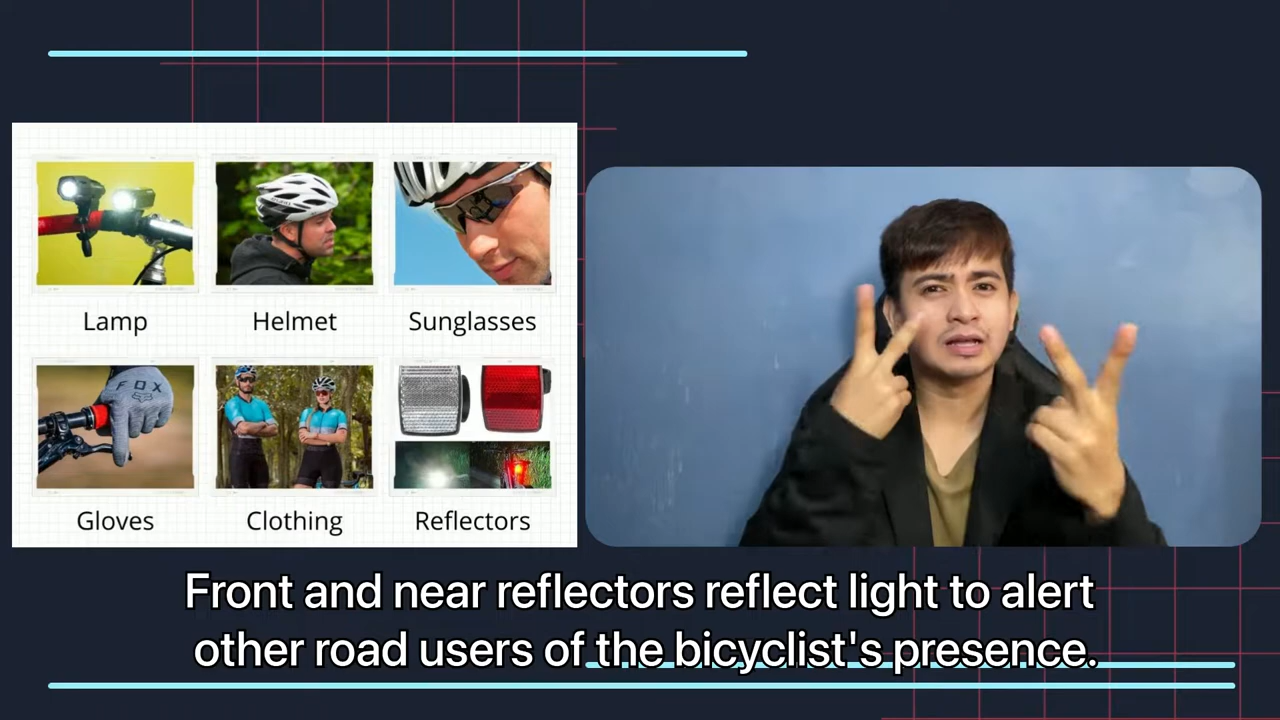 Lamp
Helmet
Sunglasses
FOX
Gloves
Clothing
Reflectors
Front and near reflectors reflect light to alert
other road users of the bicyclist's presence.